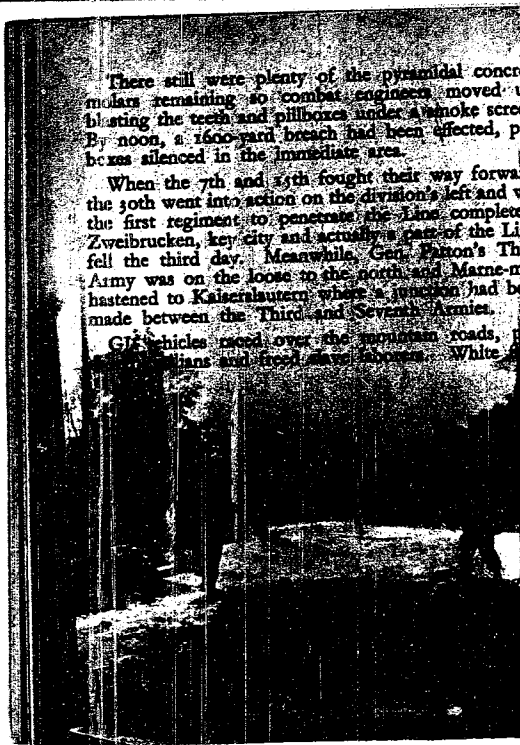 There still were plenty of the pyramidal concre
molars remaining so combat engineers moved u
blasting the teeth and pillboxes under a smoke scree
By noon, a 1600-yard breach had been effected, p
boxes silenced in the immediate area.
When the 7th and 15th fought their way forwa
the 30th went into action on the division's left and w
the first regiment to penetrate the Line complete
Zweibrucken, key city and actually a part of the Li
fell the third day. Meanwhile, Gen. Patton's Th
Army was on the loose to the north and Marne-m
hastened to Kaiserslautern where a junction had be
made between the Third and Seventh Armies.
GI vehicles raced over the mountain roads, p
and freed slave laborers. White